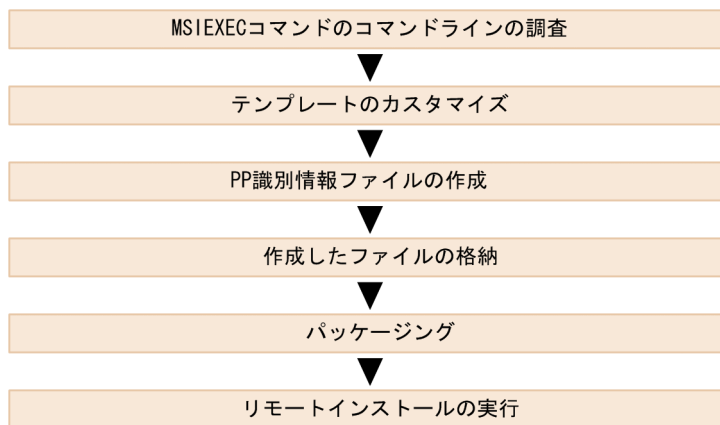 MSIEXECコマンドのコマンドラインの調査
テンプレートのカスタマイズ
PP識別情報ファイルの作成
作成したファイルの格納
パッケージング
リモートインストールの実行